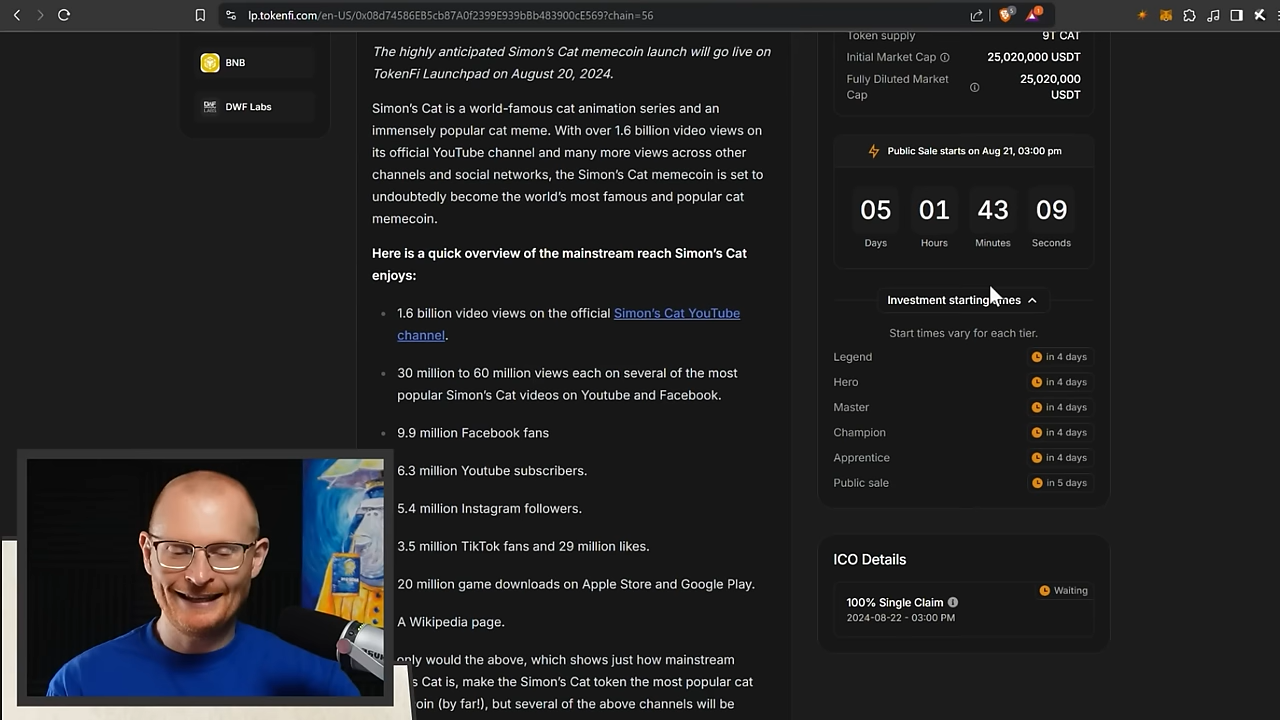 lp.tokenfi.com/en-US/0x08d74586EB5cb87A0f2399E939bBb483900cE569?chain=56
BNB
DWF Labs
The highly anticipated Simon's Cat memecoin launch will go live on
TokenFi Launchpad on August 20, 2024.
Simon's Cat is a world-famous cat animation series and an
immensely popular cat meme. With over 1.6 billion video views on
its official YouTube channel and many more views across other
channels and social networks, the Simon's Cat memecoin is set to
undoubtedly become the world's most famous and popular cat
memecoin.
Here is a quick overview of the mainstream reach Simon's Cat
enjoys:
1.6 billion video views on the official Simon's Cat YouTube
channel.
30 million to 60 million views each on several of the most
popular Simon's Cat videos on Youtube and Facebook.
9.9 million Facebook fans
6.3 million Youtube subscribers.
5.4 million Instagram followers.
3.5 million TikTok fans and 29 million likes.
20 million game downloads on Apple Store and Google Play.
A Wikipedia page.
only would the above, which shows just how mainstream
s Cat is, make the Simon's Cat token the most popular cat
oin (by far!), but several of the above channels will be
Token supply 9T CAT
Initial Market Cap 25,020,000 USDT
Fully Diluted Market Cap 25,020,000 USDT
Public Sale starts on Aug 21, 03:00 pm
05 01 43 09
Days Hours Minutes Seconds
Investment starting
Start times vary for each tier.
Legend in 4 days
Hero in 4 days
Master in 4 days
Champion in 4 days
Apprentice in 4 days
Public sale in 5 days
ICO Details
Waiting
100% Single Claim
2024-08-22 - 03:00 PM